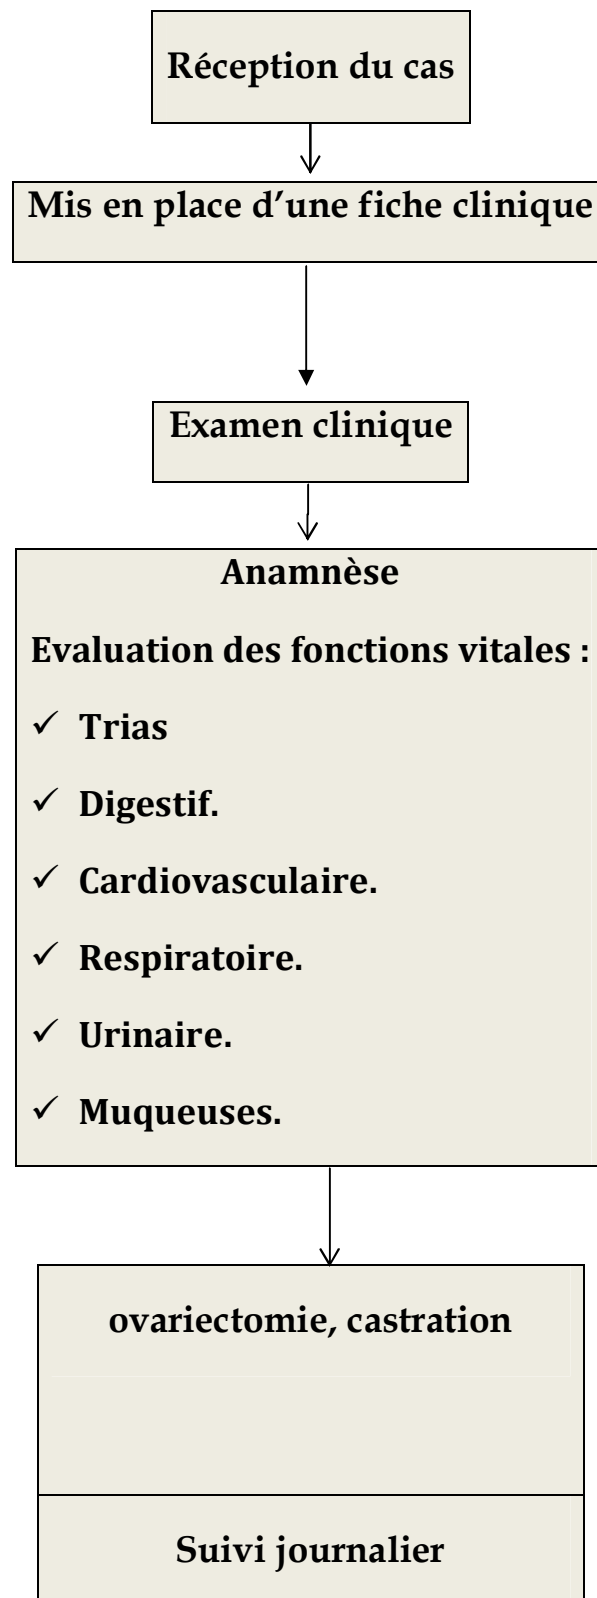 Réception du cas
Mis en place d’une fiche clinique
Examen clinique
Anamnèse
Evaluation des fonctions vitales :
✓ Trias
✓ Digestif.
✓ Cardiovasculaire.
✓ Respiratoire.
✓ Urinaire.
✓ Muqueuses.
ovariectomie, castration
Suivi journalier